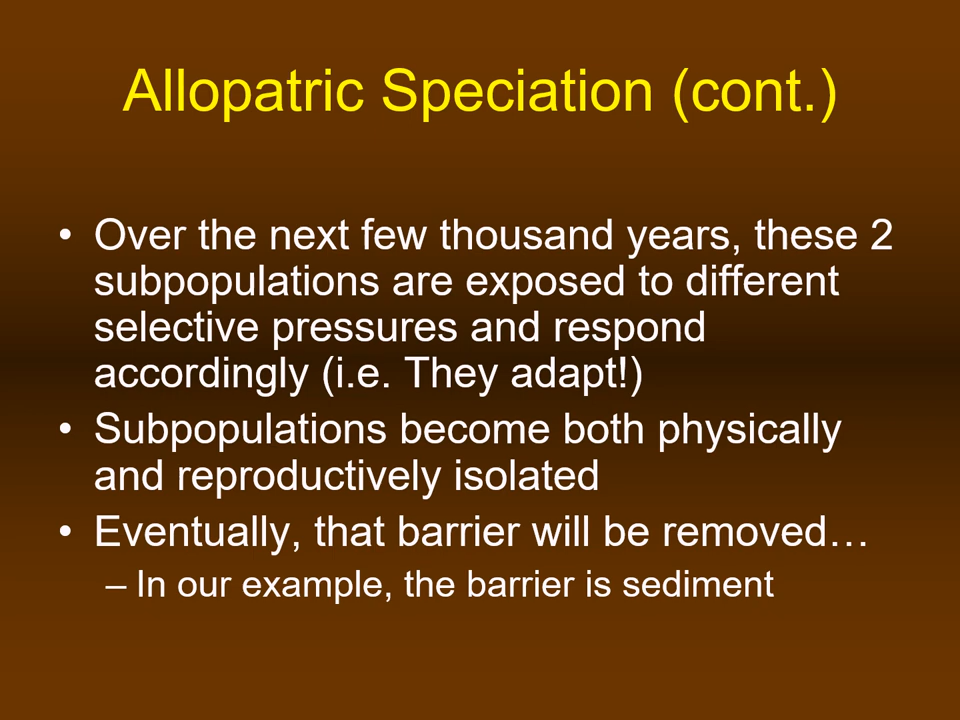 Allopatric Speciation (cont.)
• Over the next few thousand years, these 2
subpopulations are exposed to different
selective pressures and respond
accordingly (i.e. They adapt!)
• Subpopulations become both physically
and reproductively isolated
• Eventually, that barrier will be removed…
– In our example, the barrier is sediment